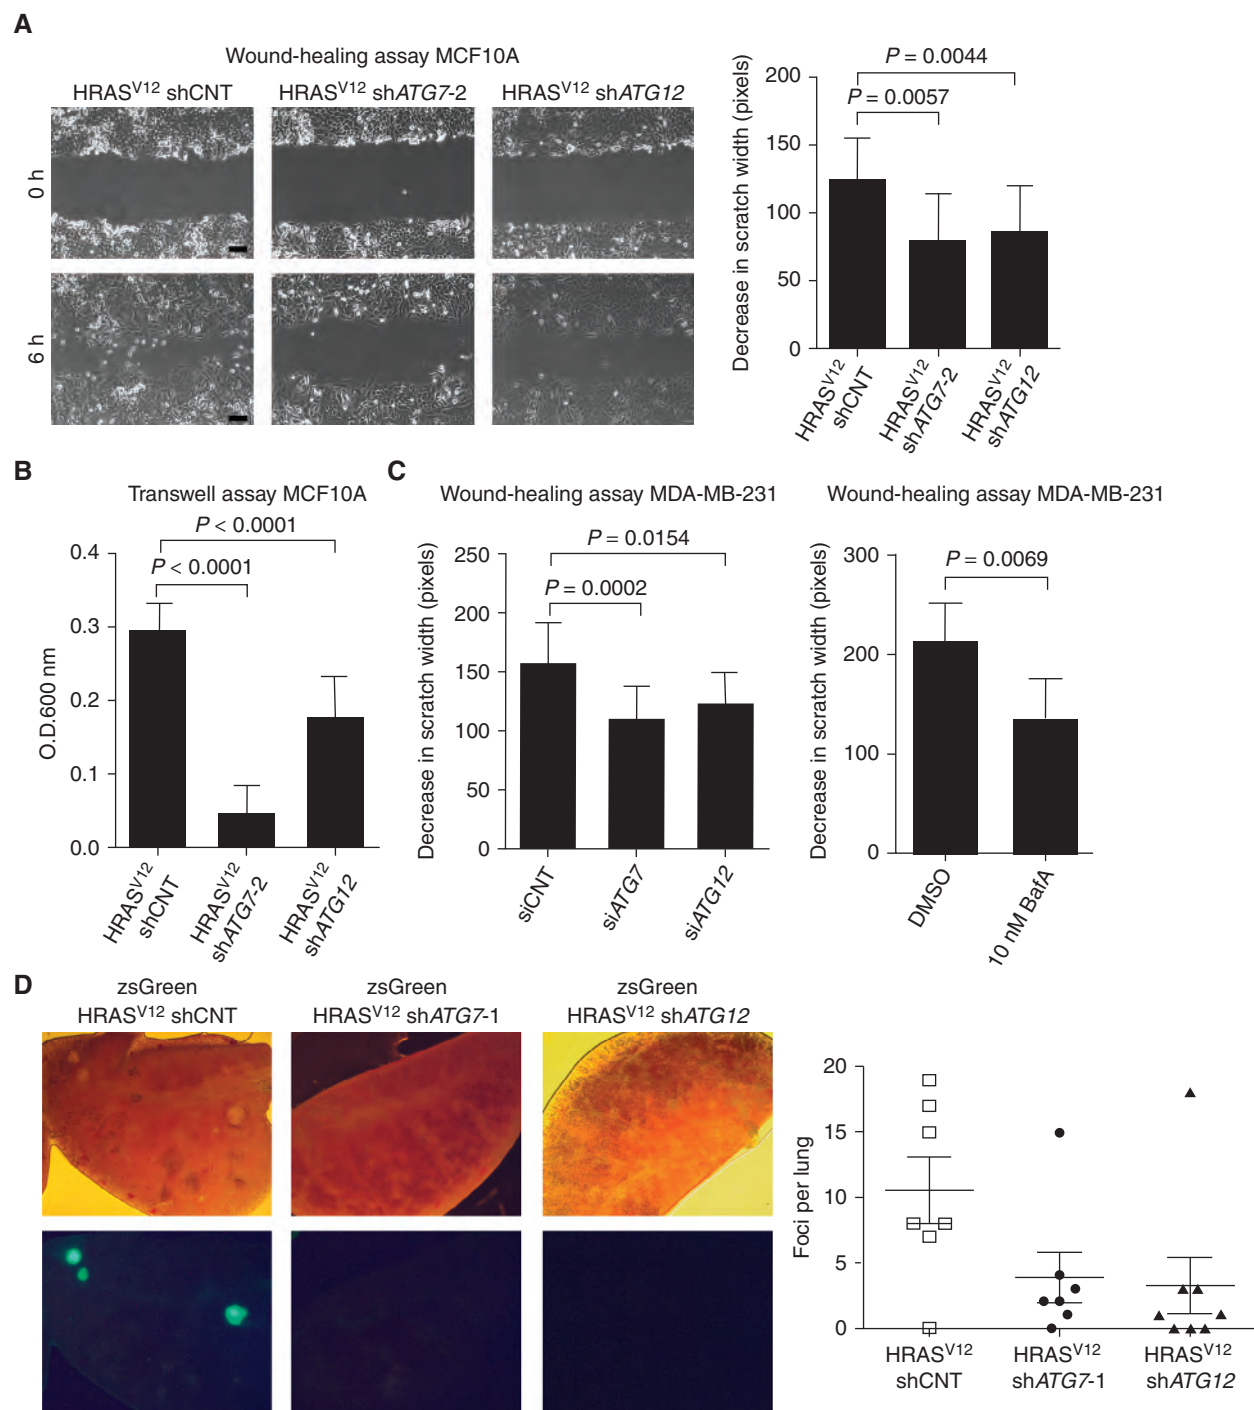 A
Wound-healing assay MCF10A
HRASV12 shCNT
HRASV12 shATG7-2
HRASV12 shATG12
0 h
6 h
Decrease in scratch width (pixels)
200
150
100
50
0
P = 0.0044
P = 0.0057
HRASV12
shCNT
HRASV12
shATG7-2
HRASV12
shATG12
B
Transwell assay MCF10A
O.D.600 nm
0.4
0.3
0.2
0.1
0.0
P < 0.0001
P < 0.0001
HRASV12
shCNT
HRASV12
shATG7-2
HRASV12
shATG12
C
Wound-healing assay MDA-MB-231
Decrease in scratch width (pixels)
250
200
150
100
50
0
P = 0.0154
P = 0.0002
siCNT
siATG7
siATG12
Wound-healing assay MDA-MB-231
Decrease in scratch width (pixels)
300
200
100
0
P = 0.0069
DMSO
10 nM BafA
D
zsGreen
HRASV12 shCNT
zsGreen
HRASV12 shATG7-1
zsGreen
HRASV12 shATG12
Foci per lung
20
15
10
5
0
HRASV12
shCNT
HRASV12
shATG7-1
HRASV12
shATG12